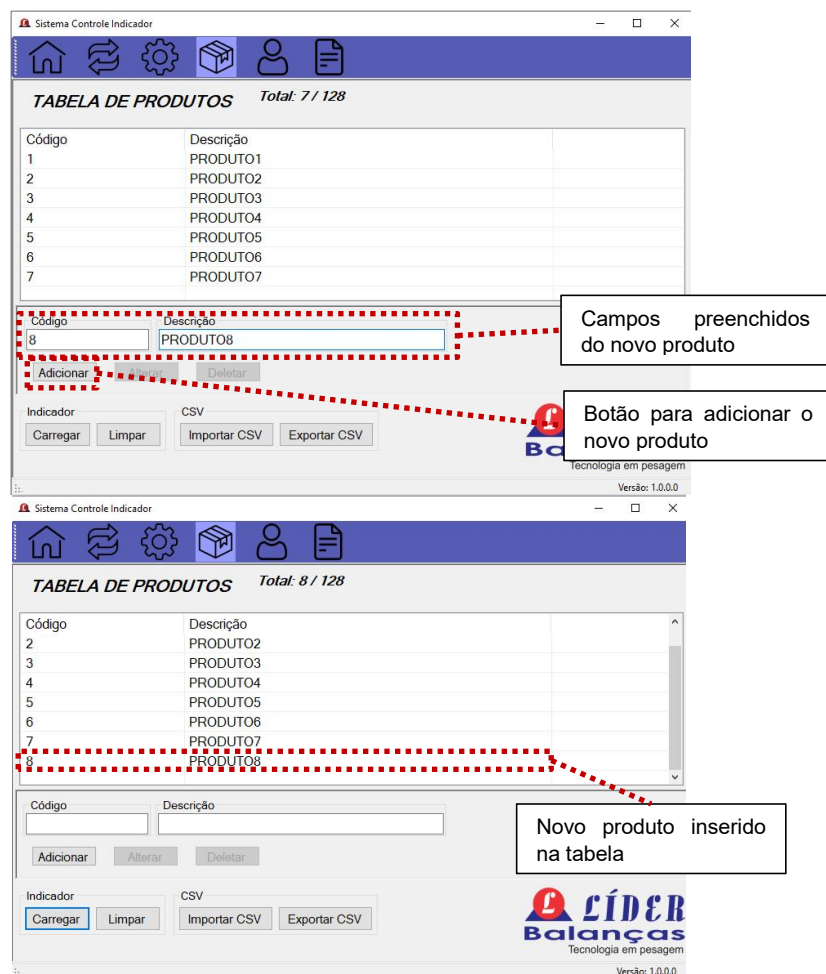 Sistema Controle Indicador
TABELA DE PRODUTOS Total: 7 / 128
Código Descrição
1 PRODUTO1
2 PRODUTO2
3 PRODUTO3
4 PRODUTO4
5 PRODUTO5
6 PRODUTO6
7 PRODUTO7
Código Descrição
8 PRODUTO8
Campos preenchidos
do novo produto
Adicionar Alterar Deletar
Botão para adicionar o
novo produto
Indicador CSV
Carregar Limpar Importar CSV Exportar CSV
Tecnologia em pesagem
Versão: 1.0.0.0
Sistema Controle Indicador
TABELA DE PRODUTOS Total: 8 / 128
Código Descrição
2 PRODUTO2
3 PRODUTO3
4 PRODUTO4
5 PRODUTO5
6 PRODUTO6
7 PRODUTO7
8 PRODUTO8
Código Descrição
Novo produto inserido
na tabela
Adicionar Alterar Deletar
Indicador CSV
Carregar Limpar Importar CSV Exportar CSV
LÍDER
Balanças
Tecnologia em pesagem
Versão: 1.0.0.0